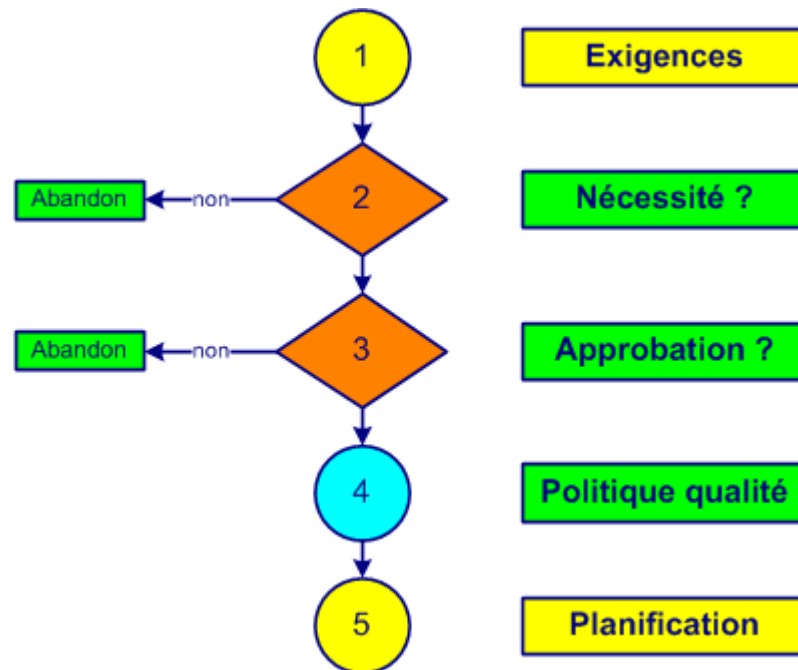 1
Exigences
Abandon
non
2
Nécessité ?
Abandon
non
3
Approbation ?
4
Politique qualité
5
Planification